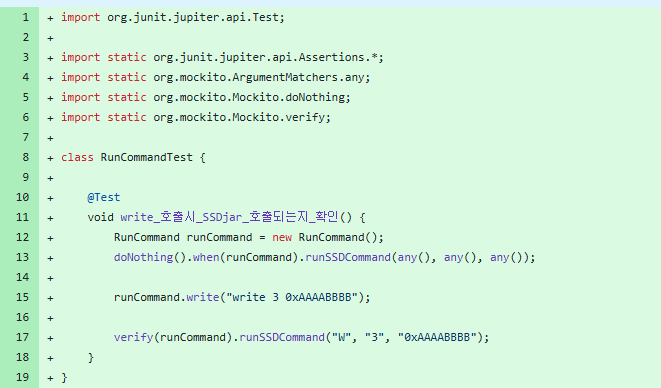 1 + import org.junit.jupiter.api.Test;
2 +
3 + import static org.junit.jupiter.api.Assertions.*;
4 + import static org.mockito.ArgumentMatchers.any;
5 + import static org.mockito.Mockito.doNothing;
6 + import static org.mockito.Mockito.verify;
7 +
8 + class RunCommandTest {
9 +
10 +     @Test
11 +     void write_호출시_SSDjar_호출되는지_확인() {
12 +         RunCommand runCommand = new RunCommand();
13 +         doNothing().when(runCommand).runSSDCommand(any(), any(), any());
14 +
15 +         runCommand.write("write 3 0xAAAABBBB");
16 +
17 +         verify(runCommand).runSSDCommand("W", "3", "0xAAAABBBB");
18 +     }
19 + }